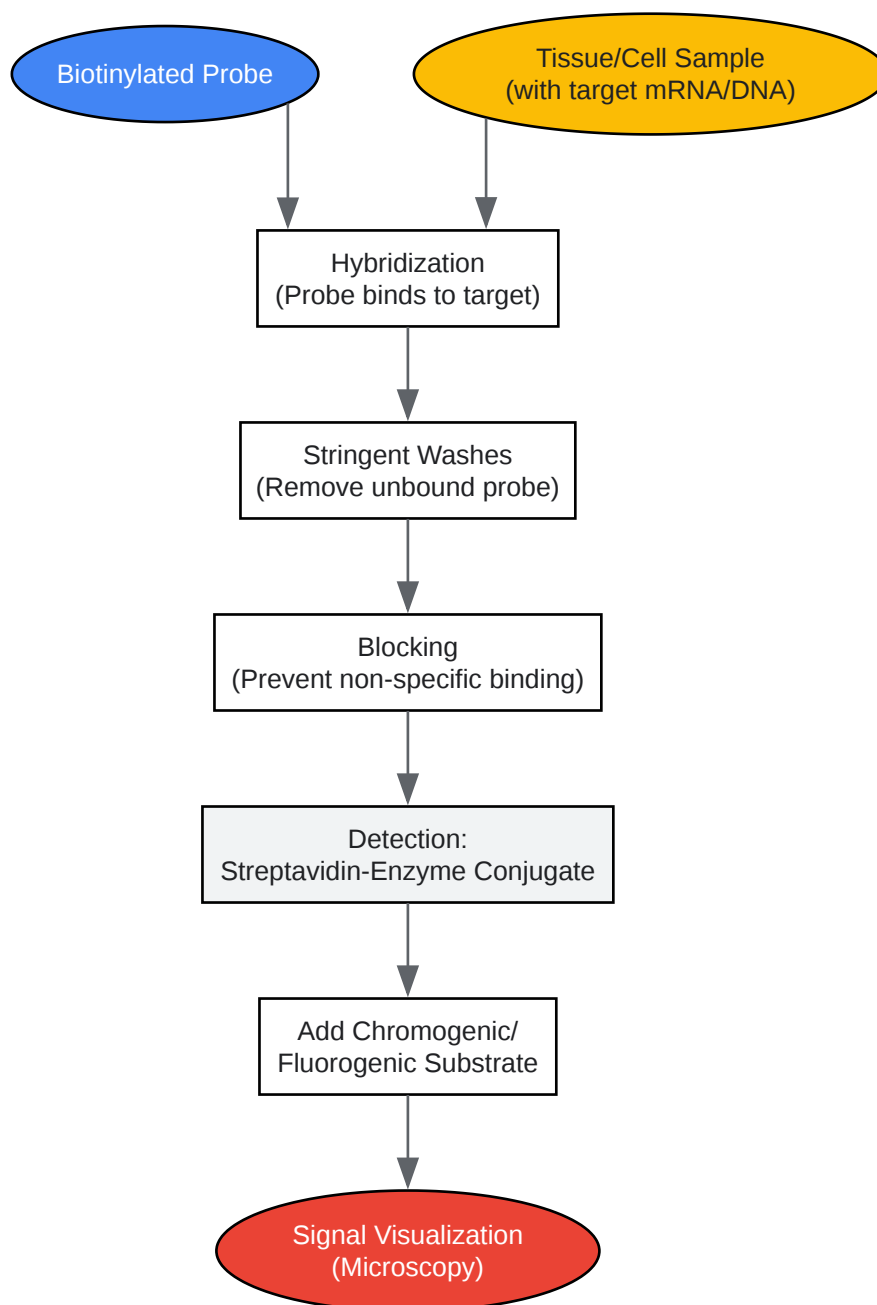 Biotinylated Probe
Tissue/Cell Sample
(with target mRNA/DNA)
Hybridization
(Probe binds to target)
Stringent Washes
(Remove unbound probe)
Blocking
(Prevent non-specific binding)
Detection:
Streptavidin-Enzyme Conjugate
Add Chromogenic/
Fluorogenic Substrate
Signal Visualization
(Microscopy)